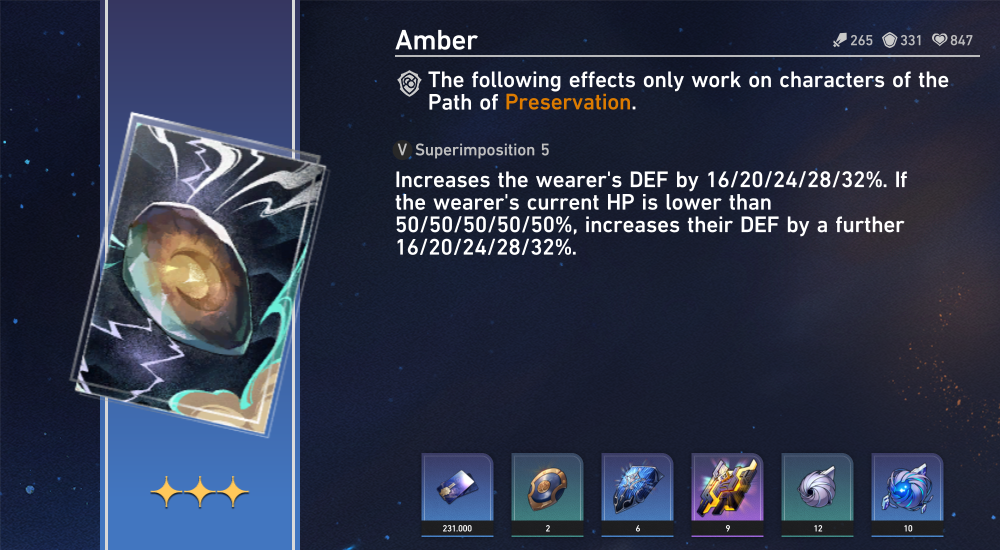 Amber
265 331 847
The following effects only work on characters of the
Path of Preservation.
V Superimposition 5
Increases the wearer's DEF by 16/20/24/28/32%. If
the wearer's current HP is lower than
50/50/50/50/50%, increases their DEF by a further
16/20/24/28/32%.
231.000 2 6 9 12 10